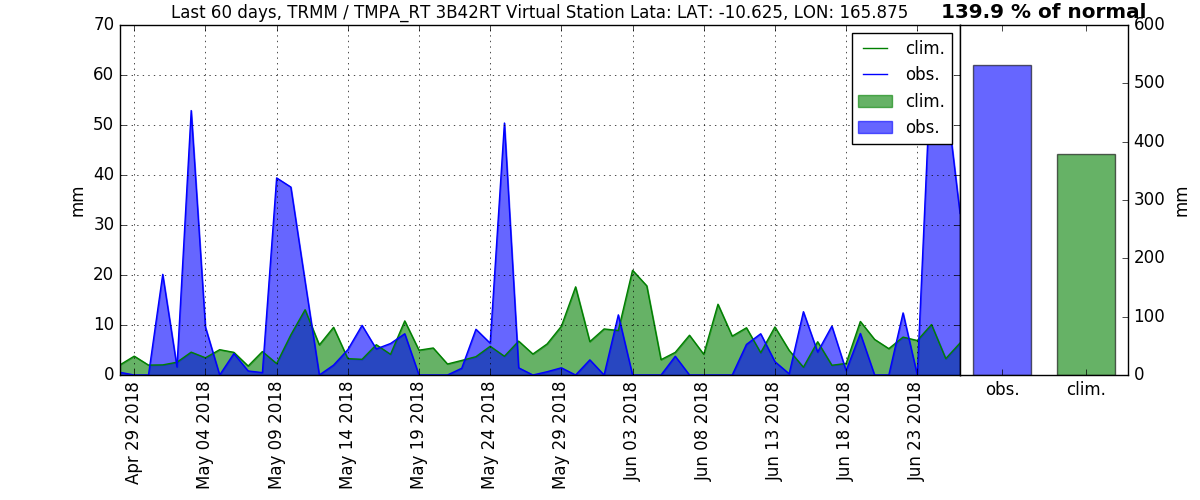 Last 60 days, TRMM / TMPA_RT 3B42RT Virtual Station Lata: LAT: -10.625, LON: 165.875
139.9 % of normal
70
60
50
40
30
20
10
0
mm
clim.
obs.
clim.
obs.
600
500
400
300
200
100
0
mm
obs.
clim.
Apr 29 2018
May 04 2018
May 09 2018
May 14 2018
May 19 2018
May 24 2018
May 29 2018
Jun 03 2018
Jun 08 2018
Jun 13 2018
Jun 18 2018
Jun 23 2018